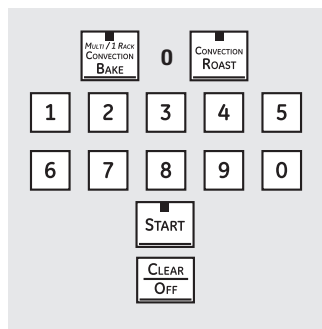 MULTI / 1 RACK
CONVECTION
BAKE
0
CONVECTION
ROAST
1 2 3 4 5
6 7 8 9 0
START
CLEAR
OFF